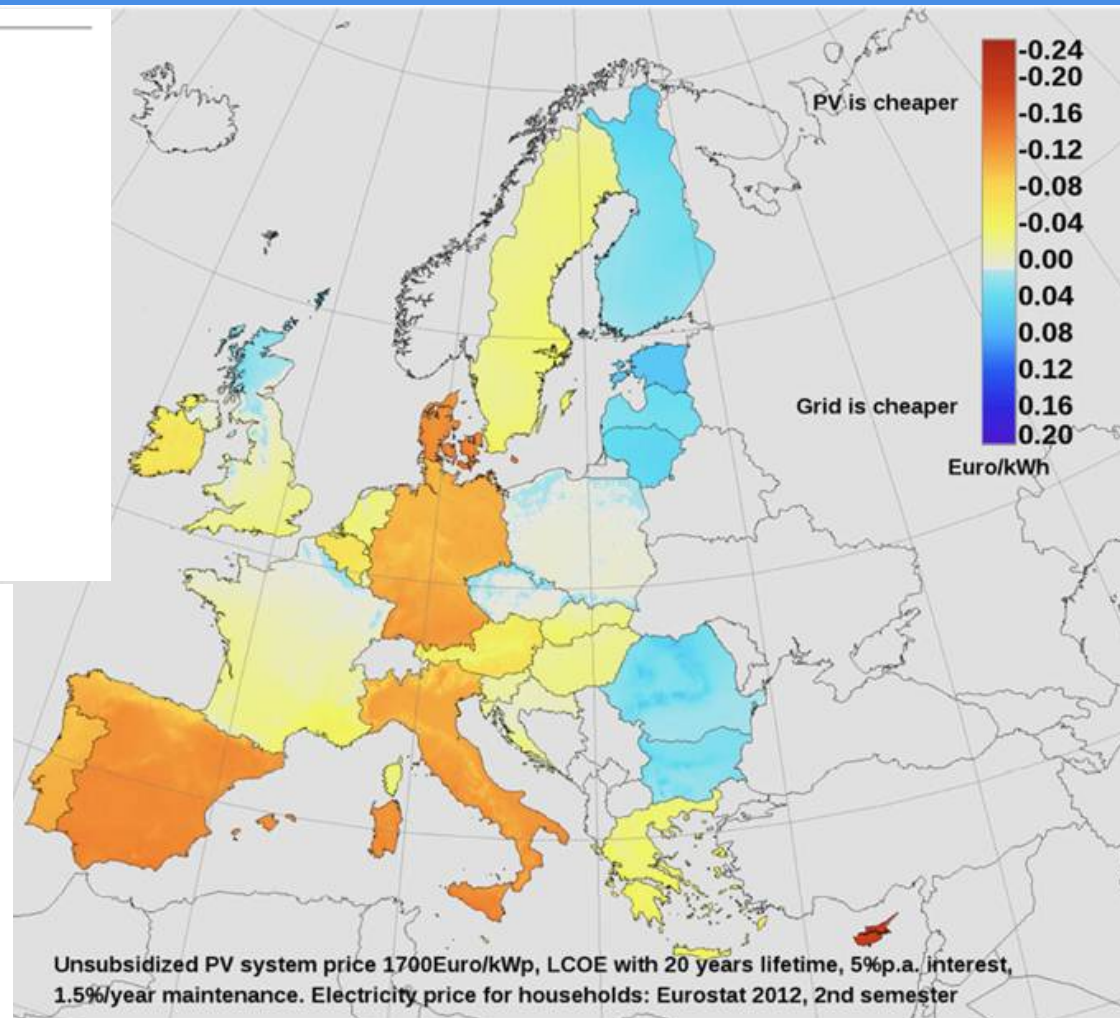 -0.24
-0.20
PV is cheaper
-0.16
-0.12
-0.08
-0.04
0.00
0.04
0.08
0.12
Grid is cheaper
0.16
0.20
Euro/kWh
Unsubsidized PV system price 1700Euro/kWp, LCOE with 20 years lifetime, 5%p.a. interest,
1.5%/year maintenance. Electricity price for households: Eurostat 2012, 2nd semester